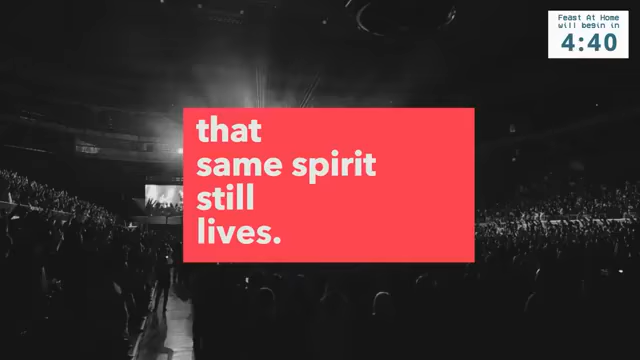 Feast At Home
will begin in
4:40
that
same spirit
still
lives.